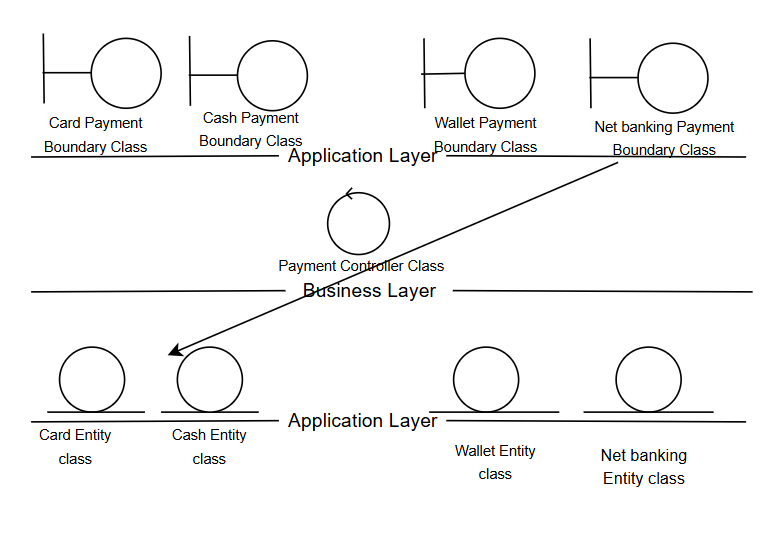 Card Payment
Boundary Class
Cash Payment
Boundary Class
Wallet Payment
Boundary Class
Net banking Payment
Boundary Class
Application Layer
Payment Controller Class
Business Layer
Application Layer
Card Entity
class
Cash Entity
class
Wallet Entity
class
Net banking
Entity class